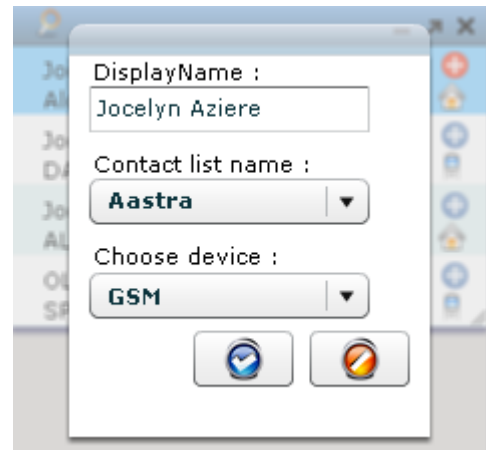 DisplayName :
Jocelyn Aziere
Contact list name :
Aastra
Choose device :
GSM